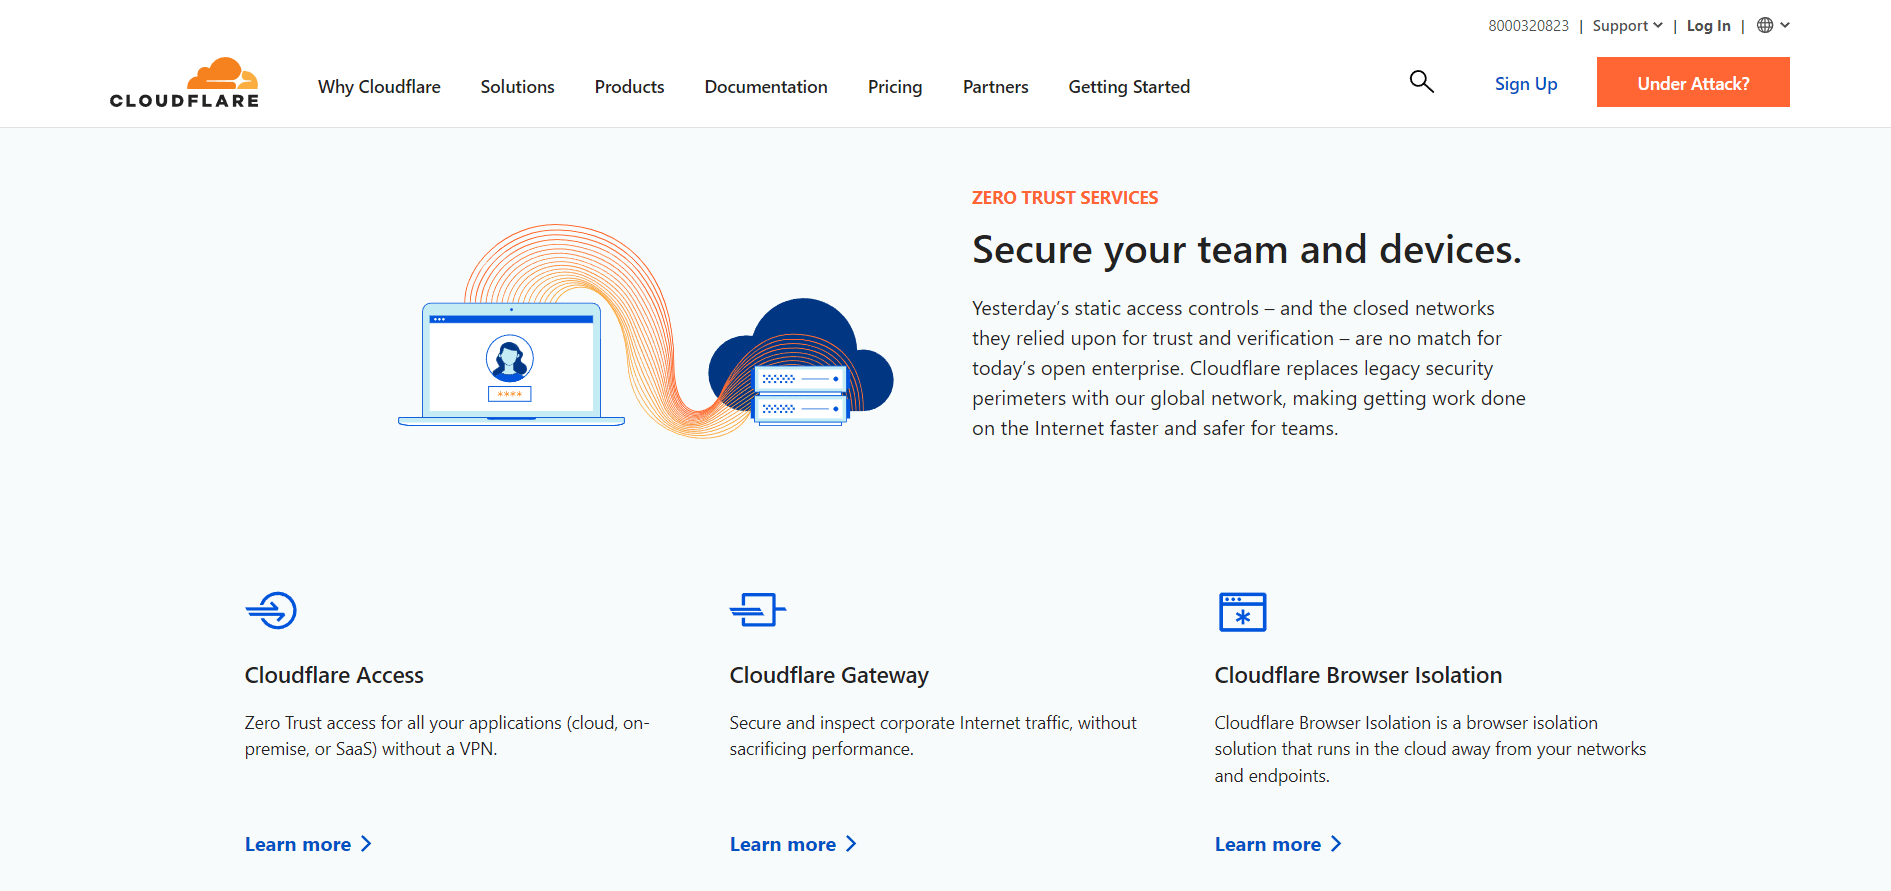 8000320823 | Support | Log In |
CLOUDFLARE
Why Cloudflare Solutions Products Documentation Pricing Partners Getting Started Sign Up Under Attack?
ZERO TRUST SERVICES
Secure your team and devices.
Yesterday’s static access controls – and the closed networks
they relied upon for trust and verification – are no match for
today’s open enterprise. Cloudflare replaces legacy security
perimeters with our global network, making getting work done
on the Internet faster and safer for teams.
****
Cloudflare Access
Zero Trust access for all your applications (cloud, on-
premise, or SaaS) without a VPN.
Learn more
Cloudflare Gateway
Secure and inspect corporate Internet traffic, without
sacrificing performance.
Learn more
Cloudflare Browser Isolation
Cloudflare Browser Isolation is a browser isolation
solution that runs in the cloud away from your networks
and endpoints.
Learn more